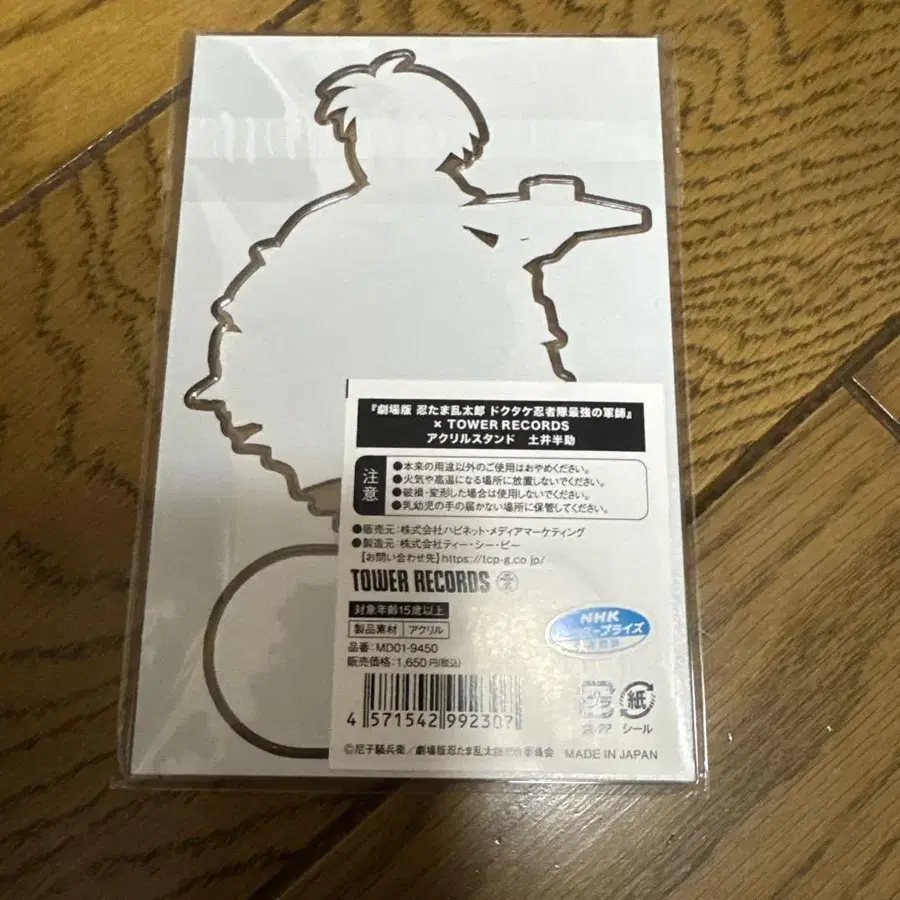 『劇場版 忍たま乱太郎 ドクタケ忍者隊最強の軍師』
× TOWER RECORDS
アクリルスタンド 土井半助
注意
●本来の用途以外のご使用はおやめください。
●火気や高温になる場所に放置しないでください。
●破損・変形した場合は使用しないでください。
●乳幼児の手の届かない場所に保管してください。
●販売元：株式会社ハピネット・メディアマーケティング
●製造元：株式会社ティー・シー・ピー
【お問い合わせ先】https://tcp-g.co.jp/
TOWER RECORDS
対象年齢15歳以上
製品素材 アクリル
品番：MD01-9450
販売価格：1,650円(税込)
NHK
エンタープライズ
4 571542 992307
プラ
紙
シール
©尼子騒兵衛／劇場版忍たま乱太郎製作委員会
MADE IN JAPAN